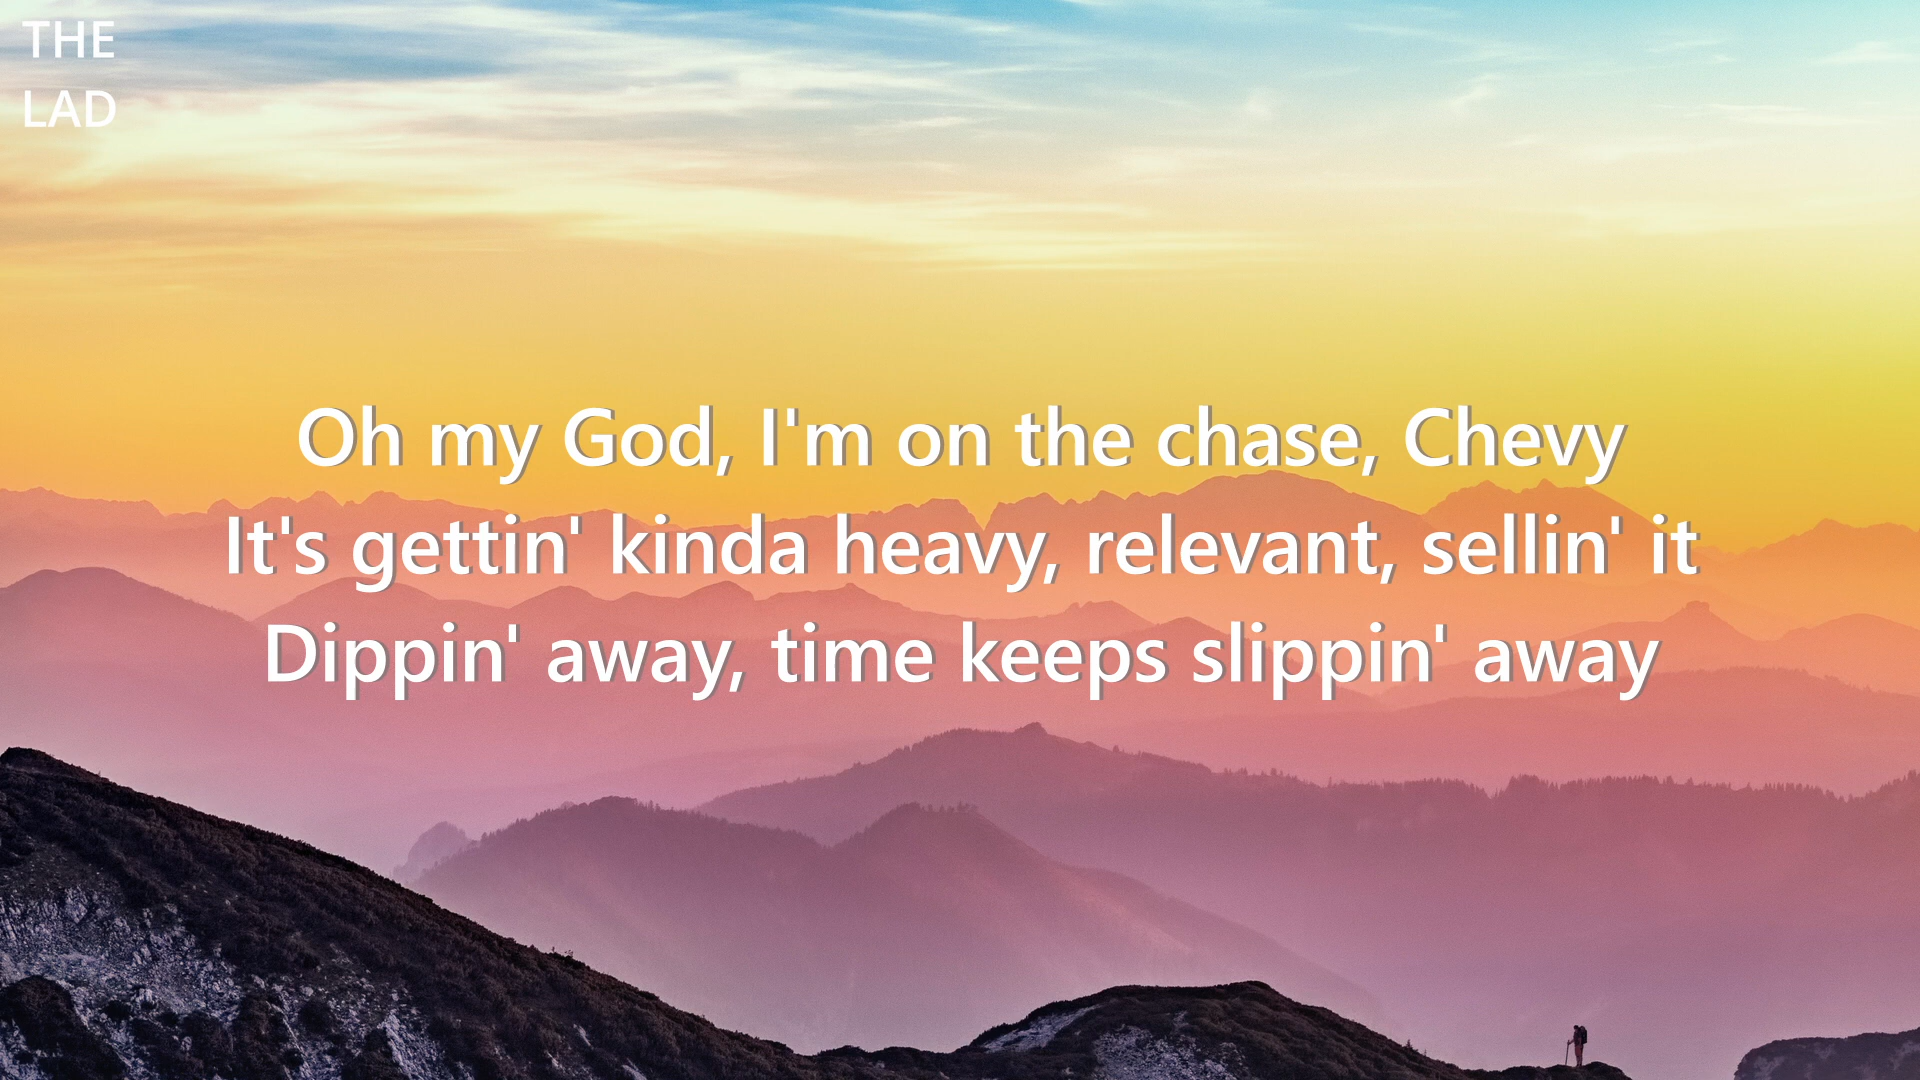 THE
LAD
Oh my God, I'm on the chase, Chevy
It's gettin' kinda heavy, relevant, sellin' it
Dippin' away, time keeps slippin' away